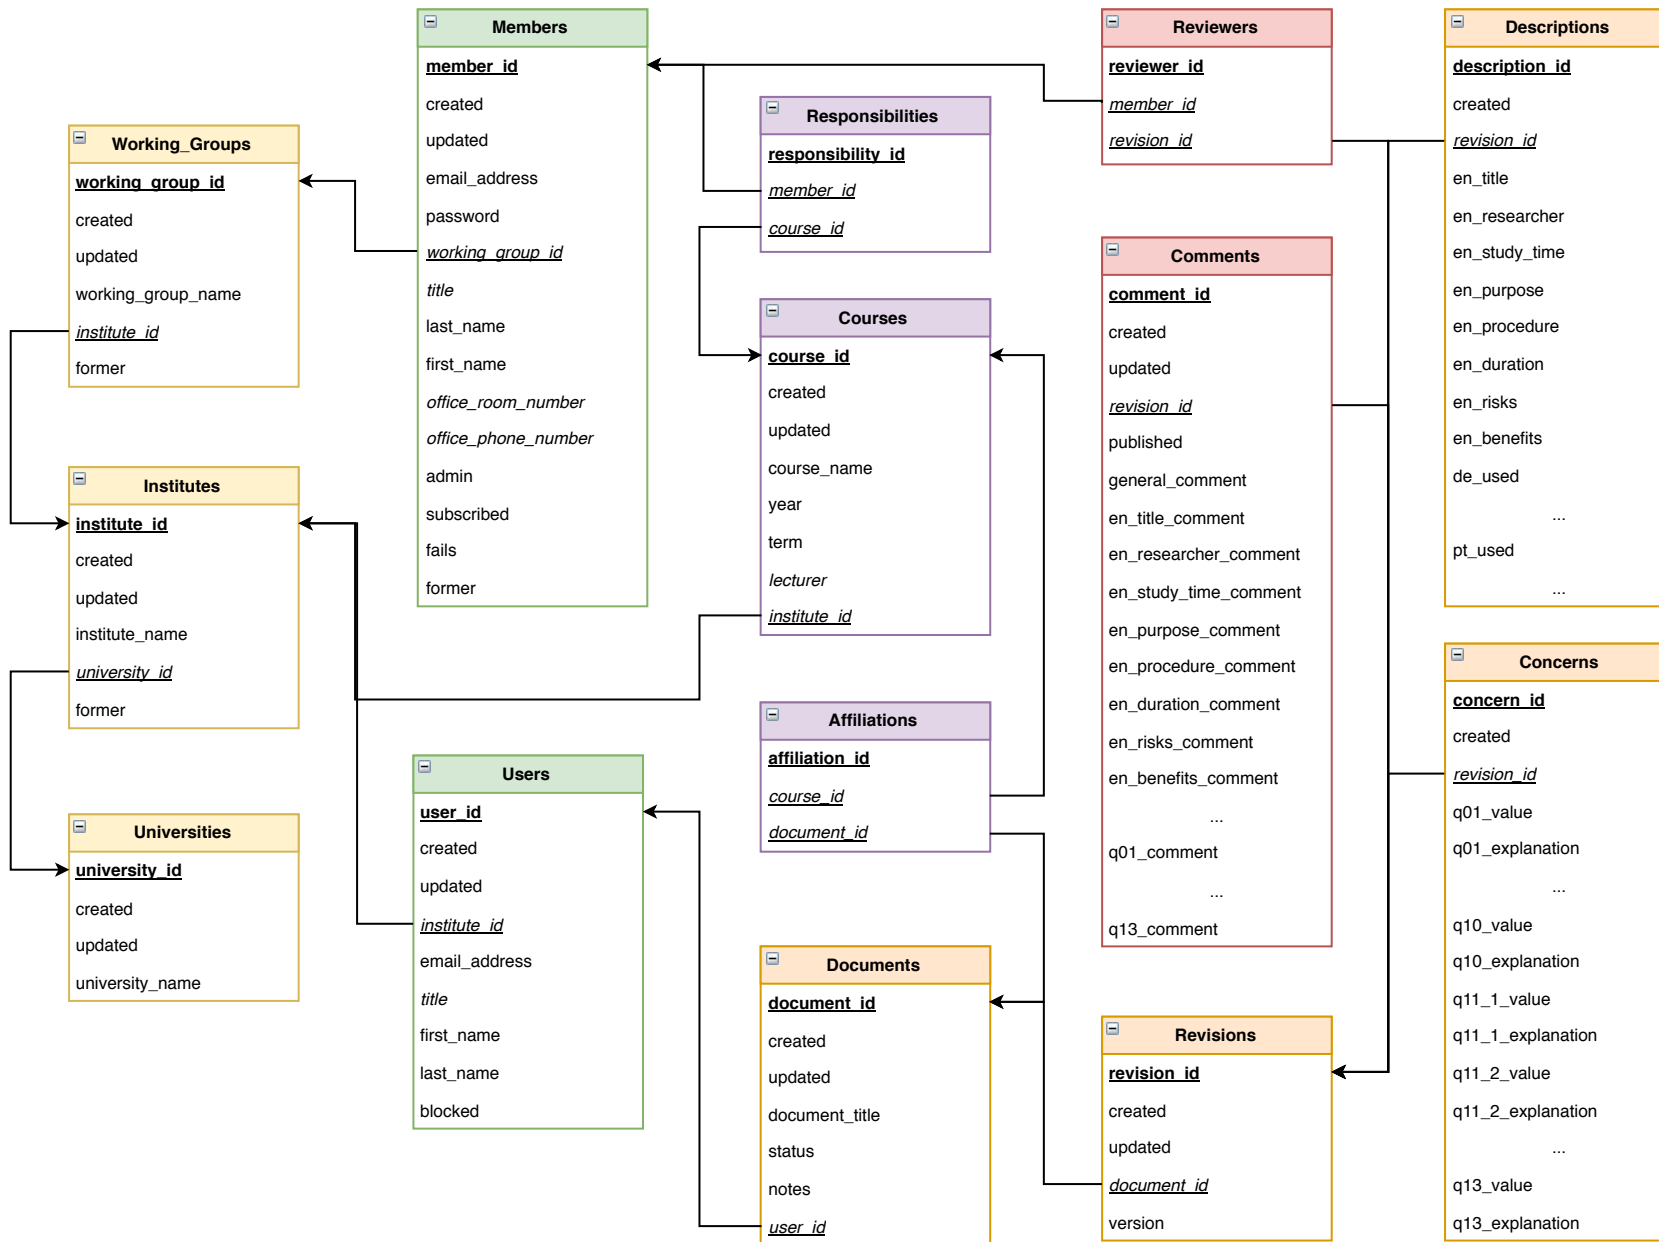 Working_Groups
working_group_id
created
updated
working_group_name
institute_id
former
Institutes
institute_id
created
updated
institute_name
university_id
former
Universities
university_id
created
updated
university_name
Members
member_id
created
updated
email_address
password
working_group_id
title
last_name
first_name
office_room_number
office_phone_number
admin
subscribed
fails
former
Users
user_id
created
updated
institute_id
email_address
title
first_name
last_name
blocked
Responsibilities
responsibility_id
member_id
course_id
Courses
course_id
created
updated
course_name
year
term
lecturer
institute_id
Affiliations
affiliation_id
course_id
document_id
Documents
document_id
created
updated
document_title
status
notes
user_id
Reviewers
reviewer_id
member_id
revision_id
Comments
comment_id
created
updated
revision_id
published
general_comment
en_title_comment
en_researcher_comment
en_study_time_comment
en_purpose_comment
en_procedure_comment
en_duration_comment
en_risks_comment
en_benefits_comment
...
q01_comment
...
q13_comment
Revisions
revision_id
created
updated
document_id
version
Descriptions
description_id
created
revision_id
en_title
en_researcher
en_study_time
en_purpose
en_procedure
en_duration
en_risks
en_benefits
de_used
...
pt_used
...
Concerns
concern_id
created
revision_id
q01_value
q01_explanation
...
q10_value
q10_explanation
q11_1_value
q11_1_explanation
q11_2_value
q11_2_explanation
...
q13_value
q13_explanation